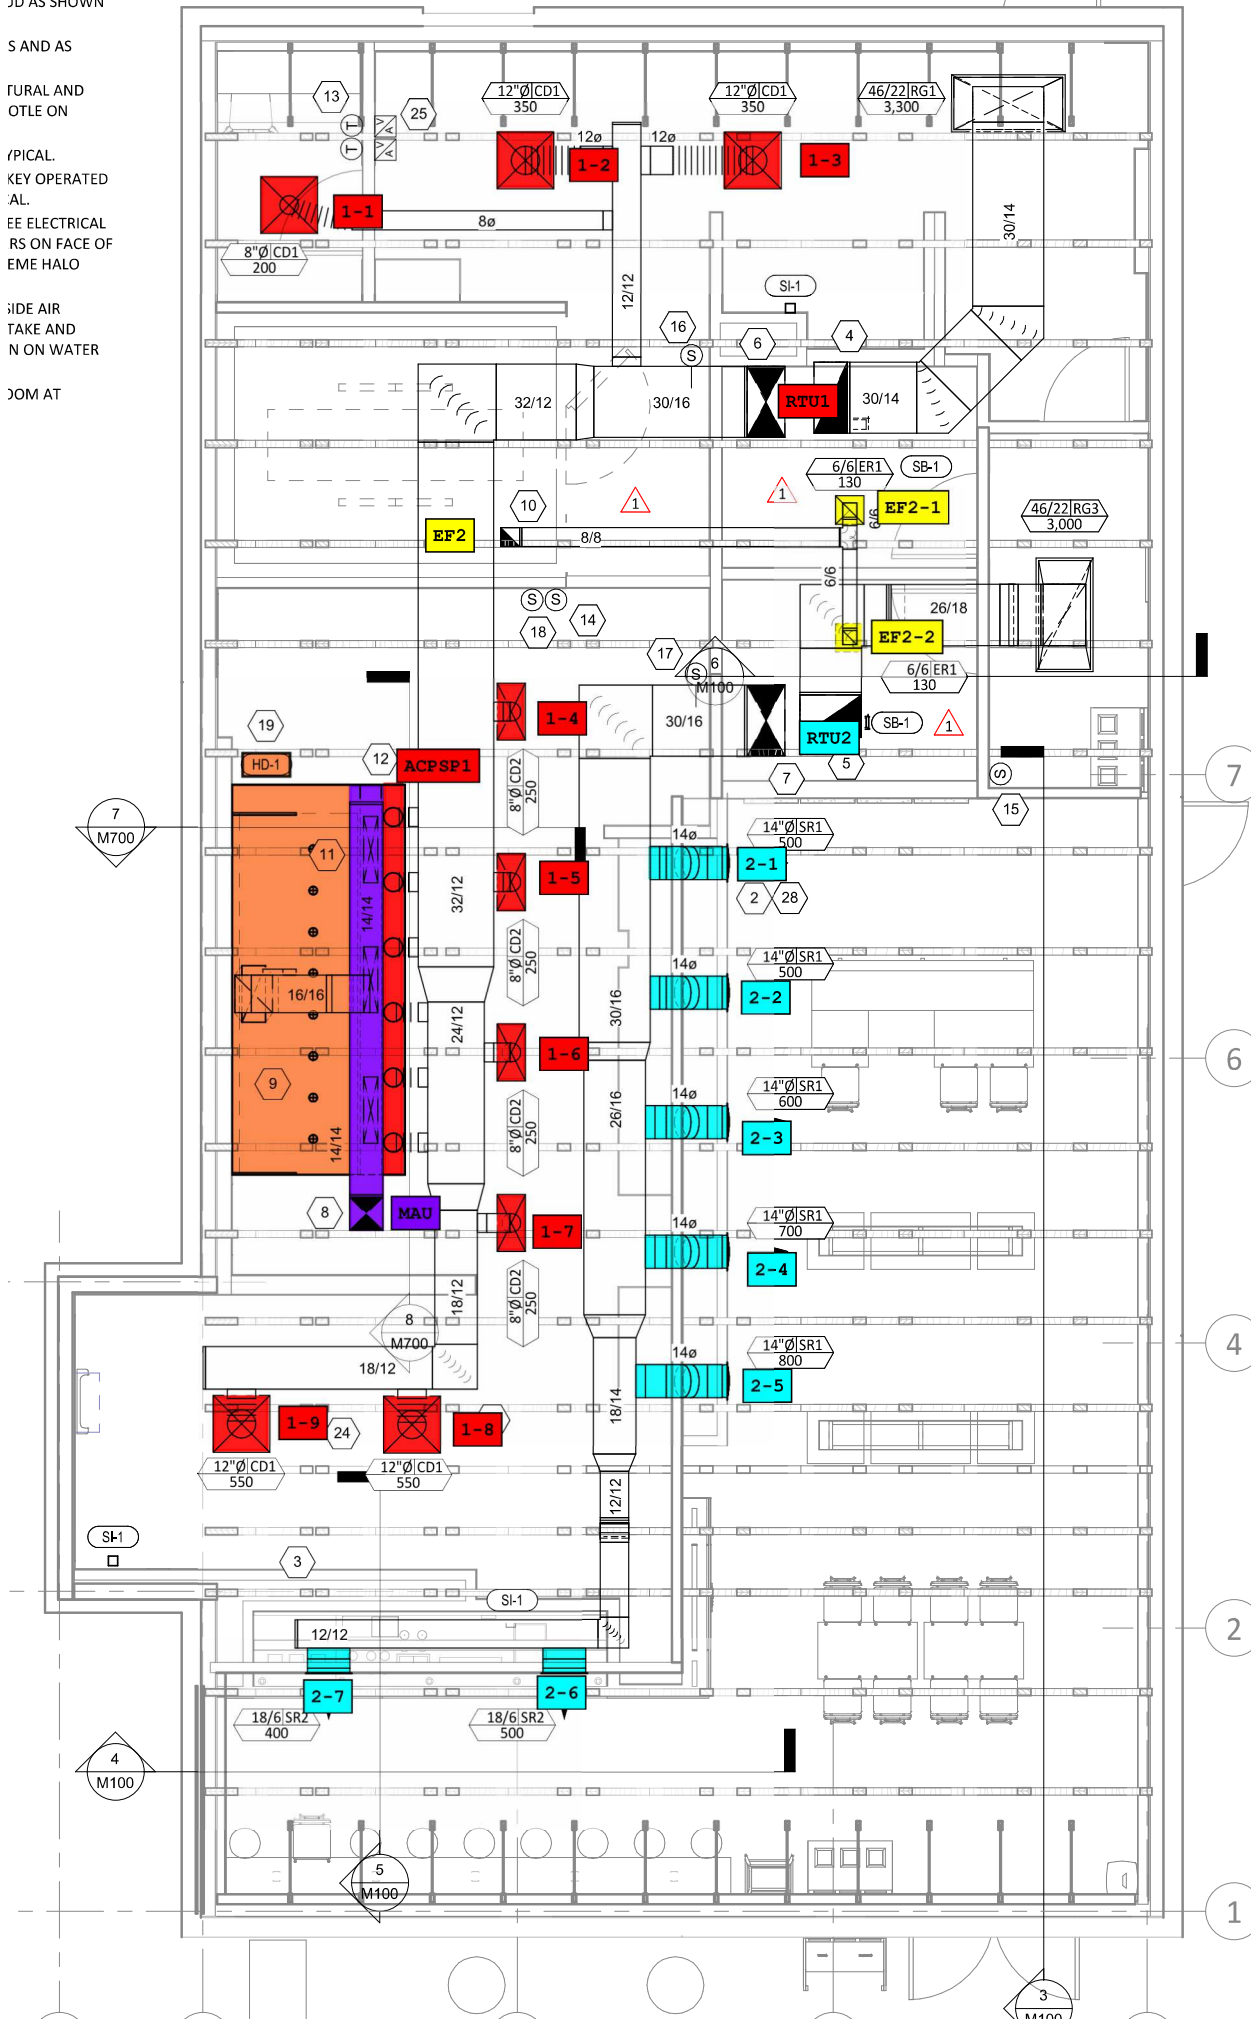 OD AS SHOWN
S AND AS
TURAL AND
OTLE ON
YPICAL.
KEY OPERATED
CAL.
EE ELECTRICAL
RS ON FACE OF
EME HALO
SIDE AIR
TAKE AND
N ON WATER
OOM AT
13
25
T
T
V
A
V
A
12"Ø CD1
350
12"Ø CD1
350
46/22 RG1
3,300
12ø
12ø
1-2
1-3
1-1
8ø
8"Ø CD1
200
12/12
30/14
SI-1
16
6
4
S
32/12
30/16
RTU1
30/14
6/6 ER1
130
SB-1
1
1
10
EF2
8/8
EF2-1
6/6
46/22 RG3
3,000
6/6
26/18
S S
18
14
EF2-2
17
S
6
M100
6/6 ER1
130
1-4
30/16
RTU2
SB-1
1
19
HD-1
12
ACPSP1
8"Ø CD2
250
7
5
S
15
7
7
M700
11
14ø
14"Ø SR1
500
2-1
2
28
1-5
14/14
32/12
8"Ø CD2
250
14ø
14"Ø SR1
500
2-2
16/16
30/16
24/12
1-6
6
9
14ø
14"Ø SR1
600
2-3
26/16
8"Ø CD2
250
14/14
8
MAU
1-7
14ø
14"Ø SR1
700
2-4
18/12
8"Ø CD2
250
8
M700
4
18/12
14ø
14"Ø SR1
800
2-5
18/14
1-9
24
1-8
12"Ø CD1
550
12"Ø CD1
550
12/12
SI-1
3
SI-1
12/12
2
2-7
2-6
18/6 SR2
400
18/6 SR2
500
4
M100
5
M100
1
3
M100